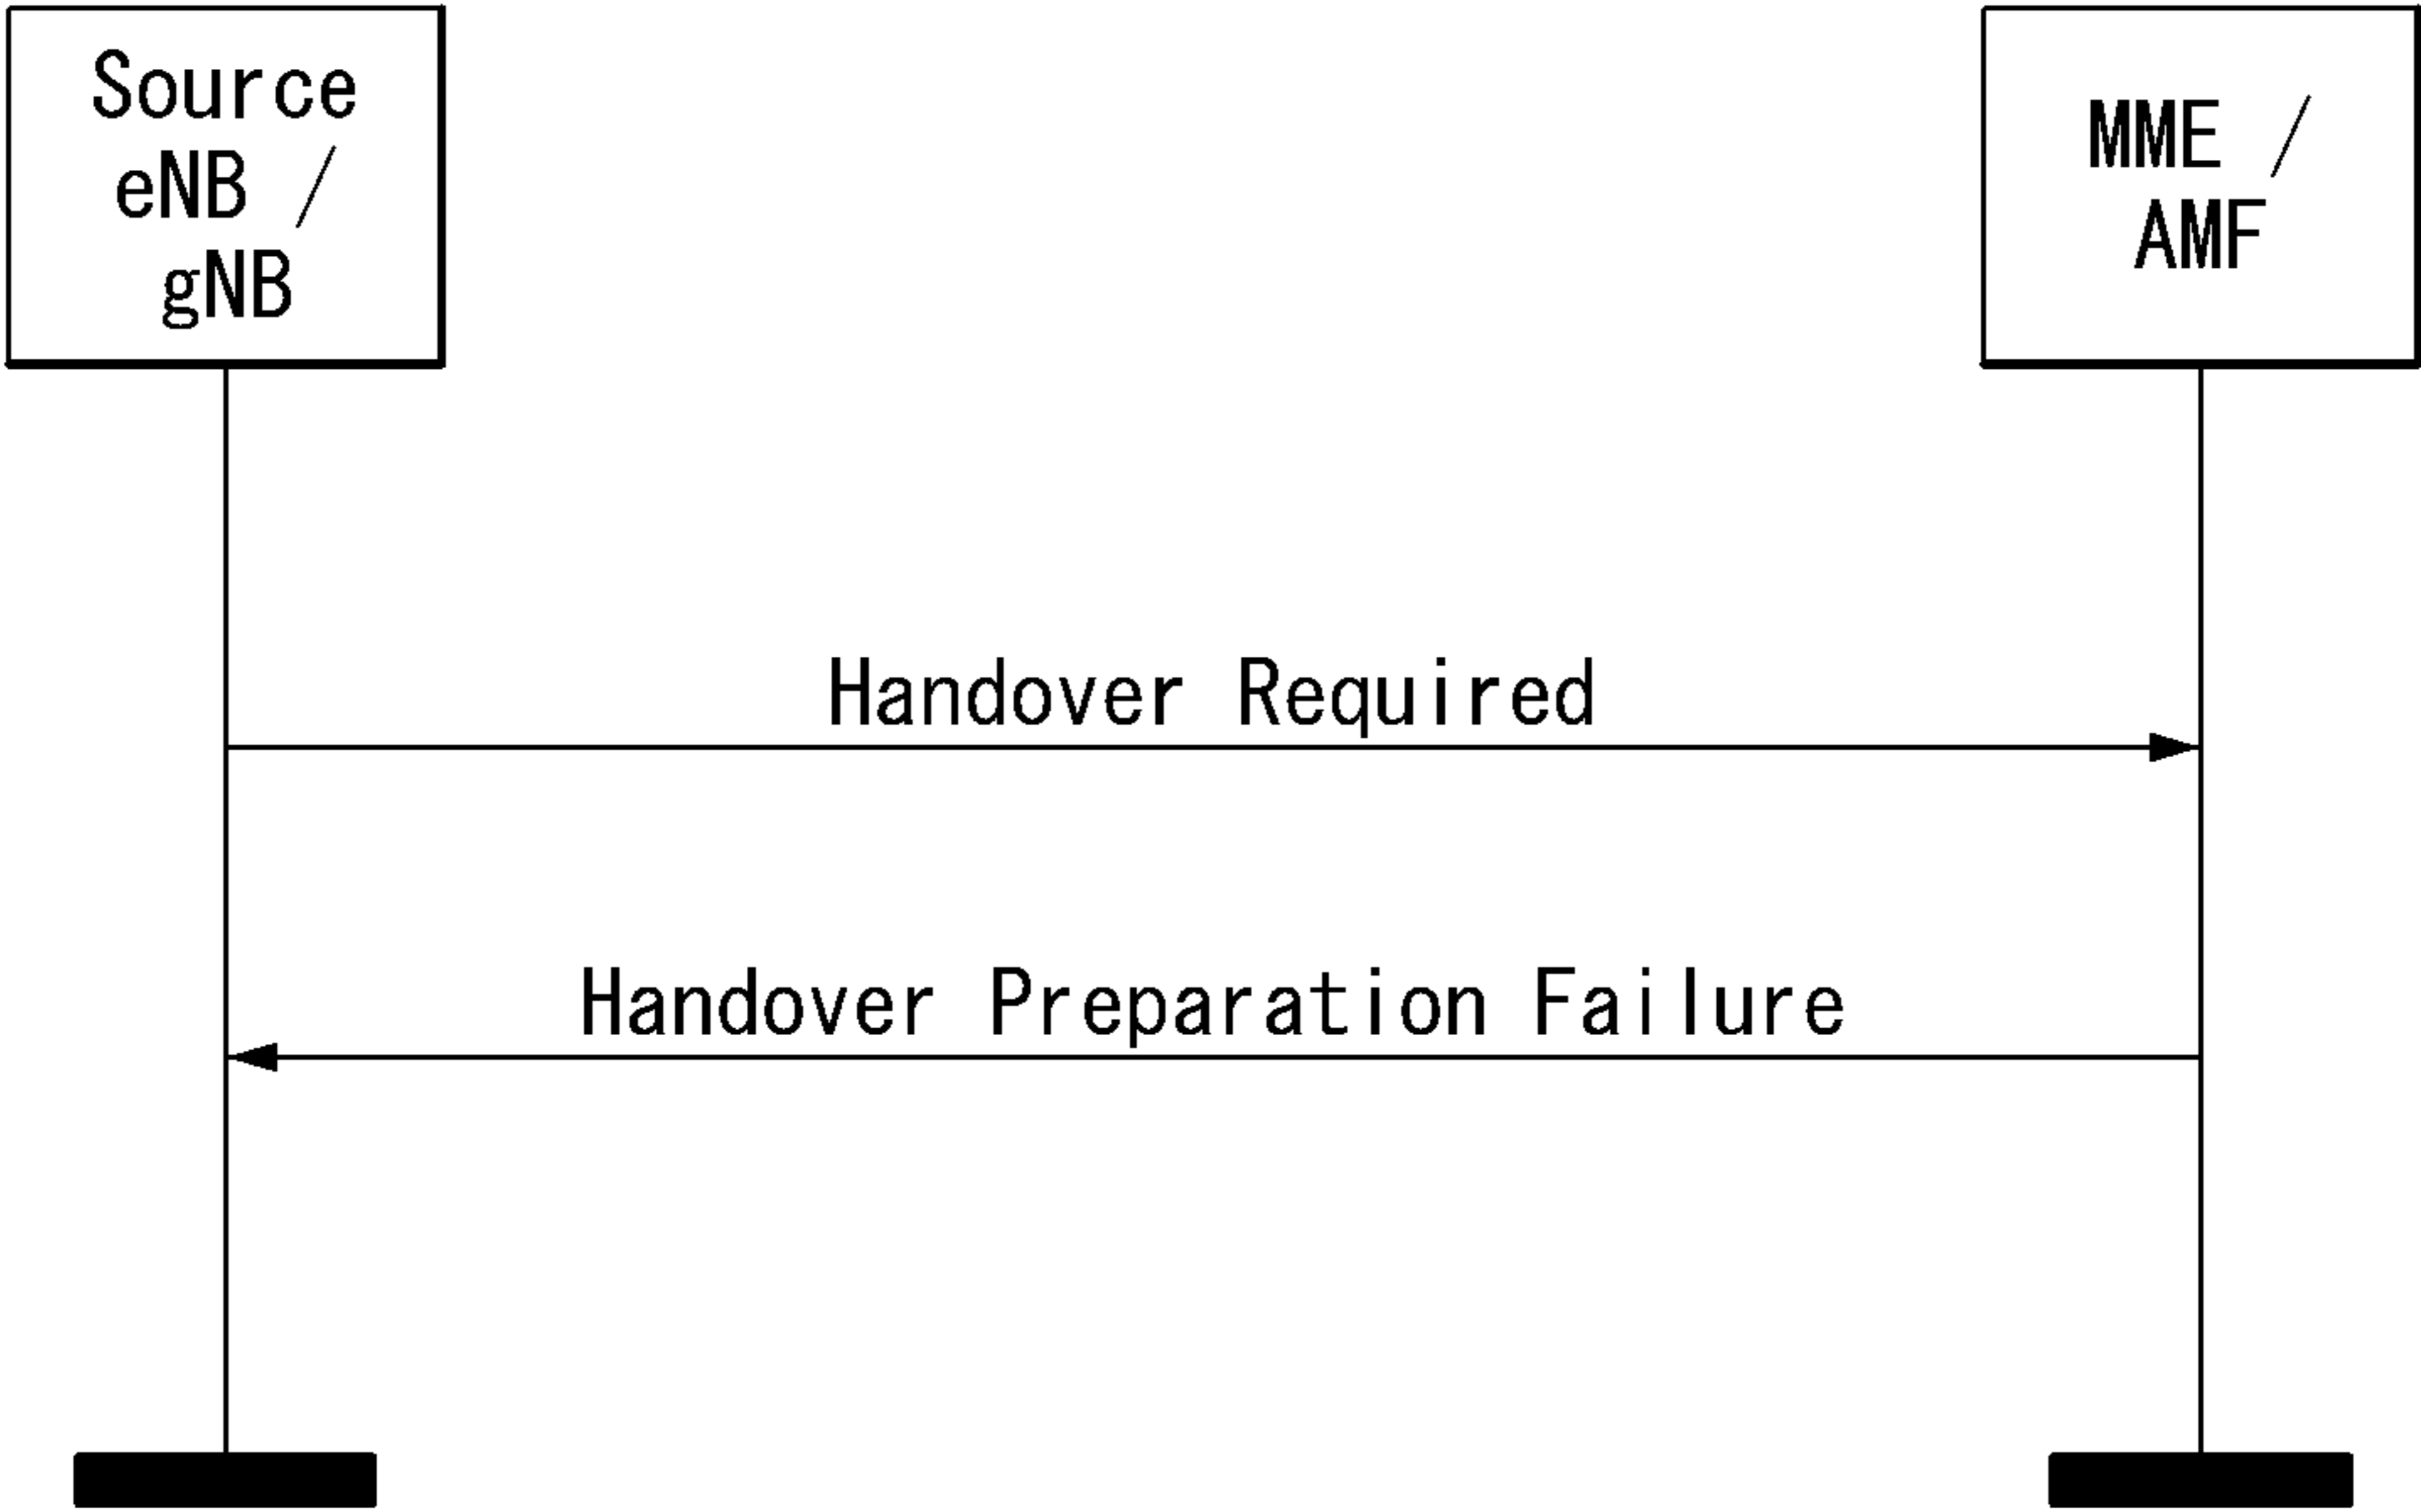 Source
eNB /
gNB
MME /
AMF
Handover Required
Handover Preparation Failure